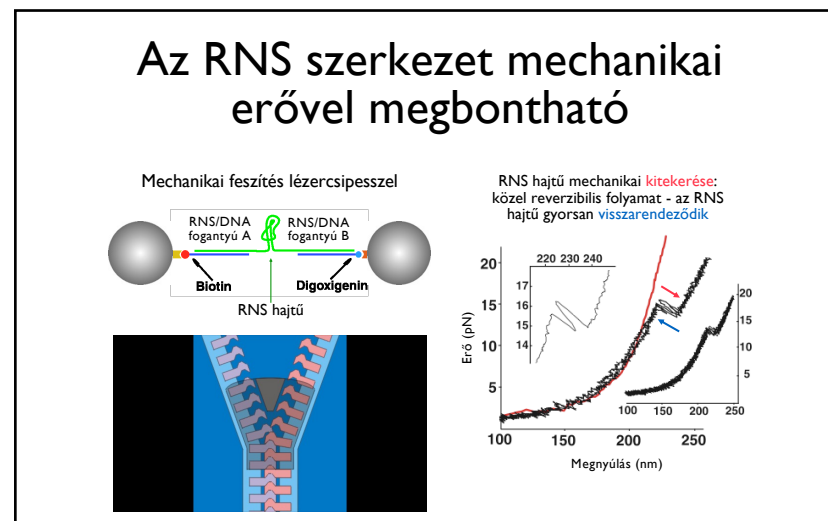 Az RNS szerkezet mechanikai
erővel megbontható
Mechanikai feszítés lézercsipesszel
RNS/DNA
fogantyú A
RNS/DNA
fogantyú B
Biotin
Digoxigenin
RNS hajtű
RNS hajtű mechanikai kitekerése:
közel reverzibilis folyamat - az RNS
hajtű gyorsan visszarendeződik
220 230 240
17
16
15
14
20
15
10
5
Erő (pN)
20
15
10
5
100 150 200 250
100 150 200 250
Megnyúlás (nm)